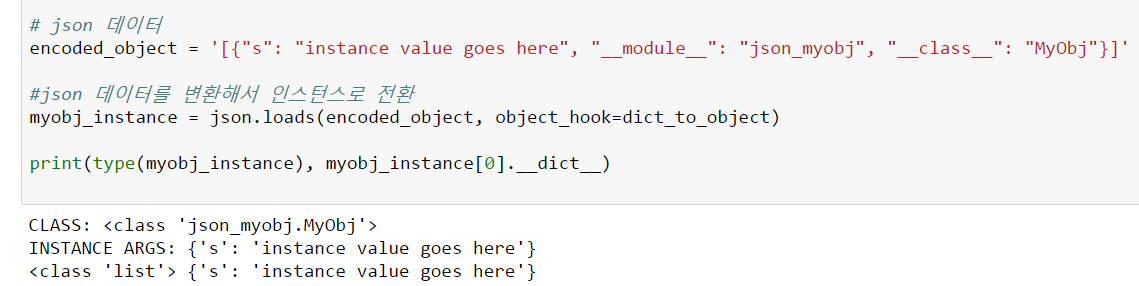 # json 데이터
encoded_object = '[{"s": "instance value goes here", "__module__": "json_myobj", "__class__": "MyObj"}]'
#json 데이터를 변환해서 인스턴스로 전환
myobj_instance = json.loads(encoded_object, object_hook=dict_to_object)
print(type(myobj_instance), myobj_instance[0].__dict__)
CLASS: <class 'json_myobj.MyObj'>
INSTANCE ARGS: {'s': 'instance value goes here'}
<class 'list'> {'s': 'instance value goes here'}